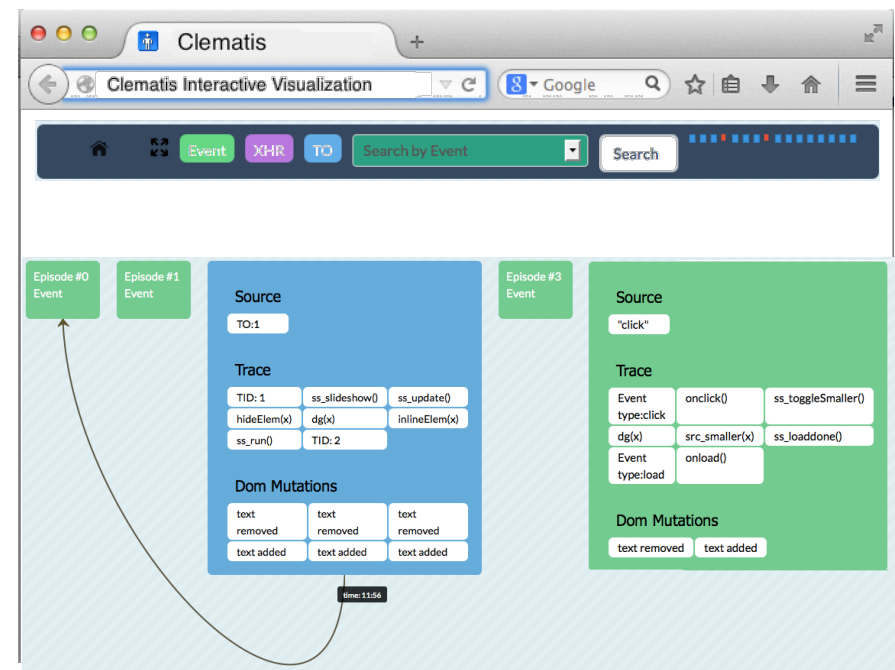 Clematis
Clematis Interactive Visualization
Google
Event
XHR
TO
Search by Event
Search
Episode #0
Event
Episode #1
Event
Source
TO:1
Trace
TID: 1
ss_slideshow()
ss_update()
hideElem(x)
dg(x)
inlineElem(x)
ss_run()
TID: 2
Dom Mutations
text
removed
text
removed
text
removed
text added
text added
text added
time: 11:56
Episode #3
Event
Source
"click"
Trace
Event
type:click
onclick()
ss_toggleSmaller()
dg(x)
src_smaller(x)
ss_loaddone()
Event
type:load
onload()
Dom Mutations
text removed
text added